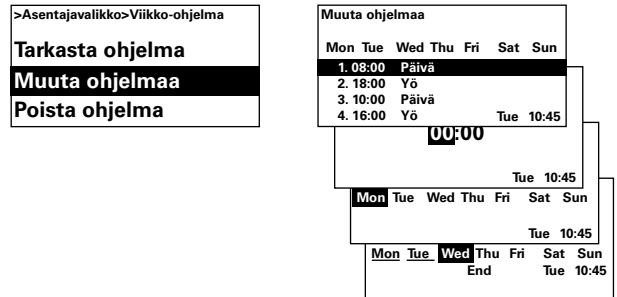 >Asentajavalikko>Viikko-ohjelma
Tarkasta ohjelma
Muuta ohjelmaa
Poista ohjelma
Muuta ohjelmaa
Mon Tue Wed Thu Fri Sat Sun
1. 08:00 Päivä
2. 18:00 Yö
3. 10:00 Päivä
4. 16:00 Yö Tue 10:45
00:00
Tue 10:45
Mon Tue Wed Thu Fri Sat Sun
Tue 10:45
Mon Tue Wed Thu Fri Sat Sun
End Tue 10:45